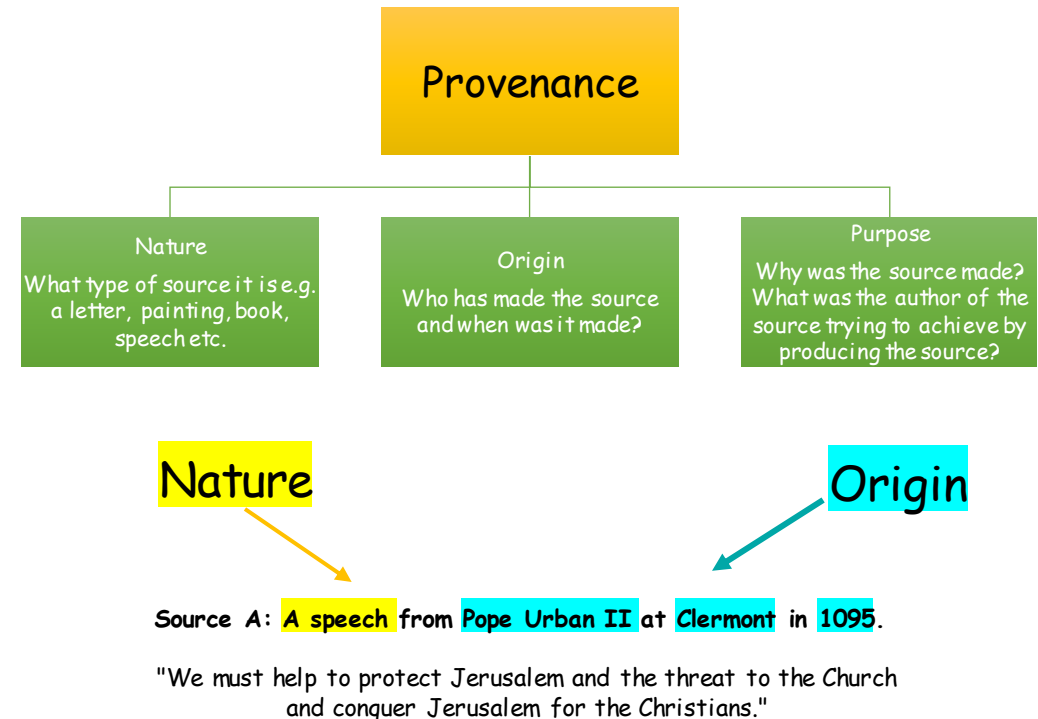 Provenance
Nature
What type of source it is e.g.
a letter, painting, book,
speech etc.
Origin
Who has made the source
and when was it made?
Purpose
Why was the source made?
What was the author of the
source trying to achieve by
producing the source?
Nature
Origin
Source A: A speech from Pope Urban II at Clermont in 1095.
"We must help to protect Jerusalem and the threat to the Church
and conquer Jerusalem for the Christians."